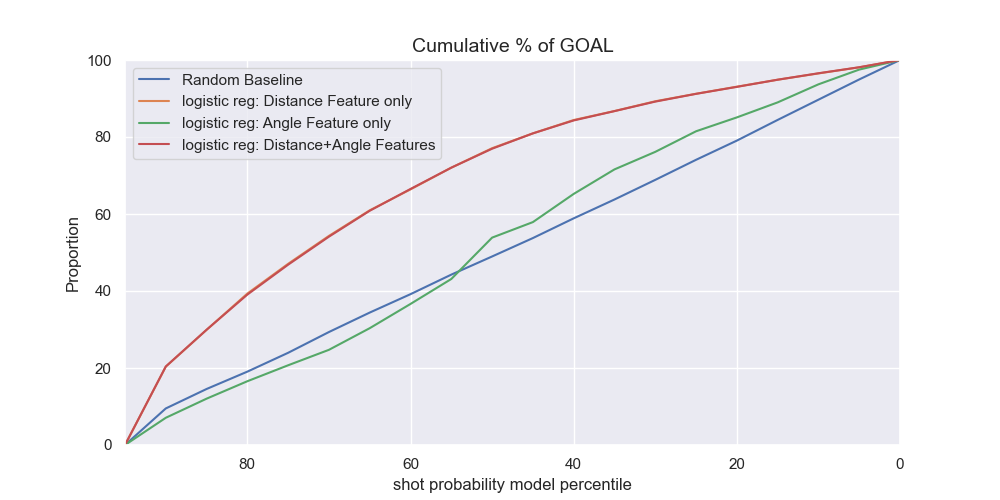 Cumulative % of GOAL
100
80
60
40
20
0
Proportion
Random Baseline
logistic reg: Distance Feature only
logistic reg: Angle Feature only
logistic reg: Distance+Angle Features
80 60 40 20 0
shot probability model percentile